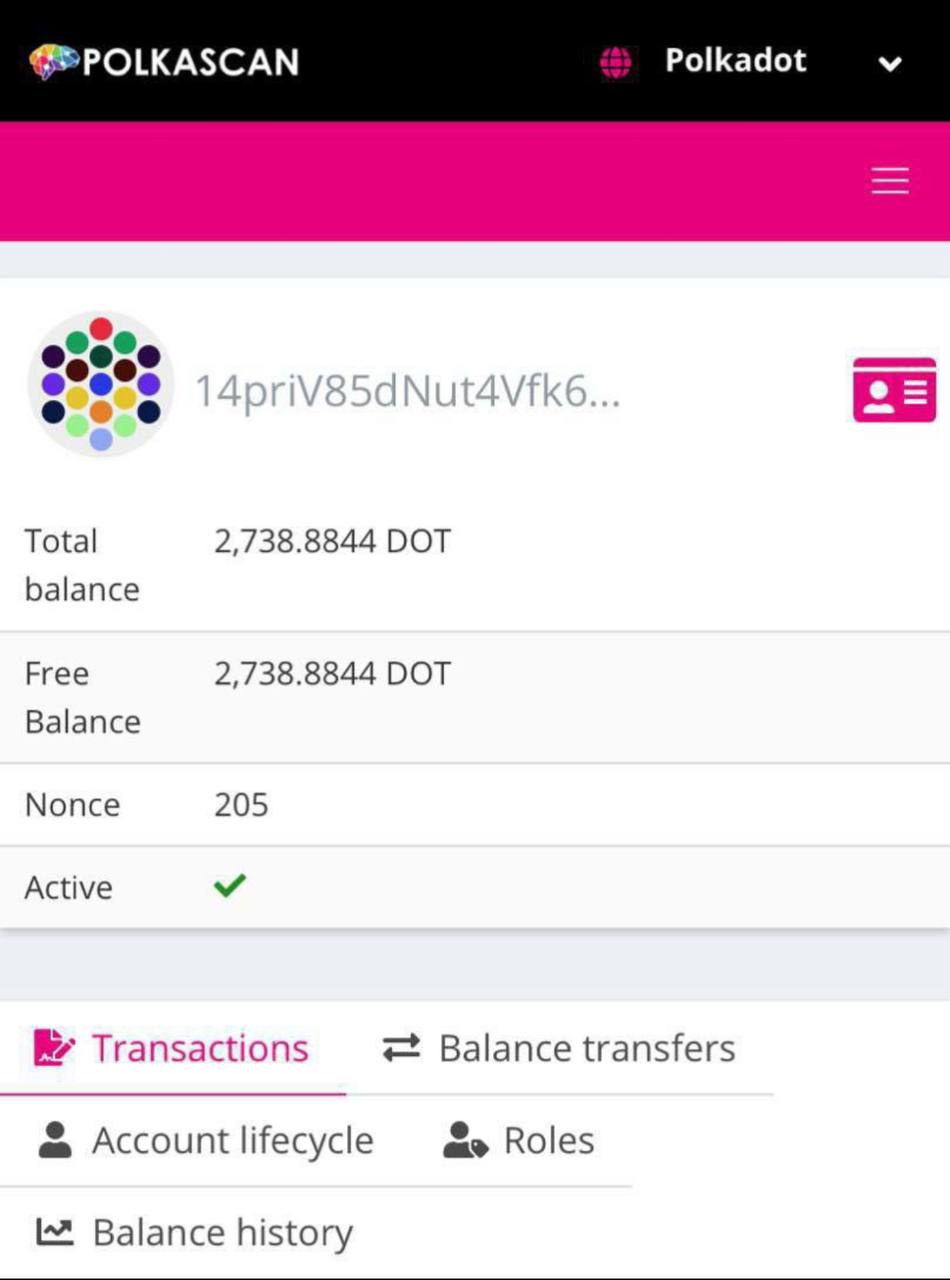 POLKASCAN Polkadot
14priV85dNut4Vfk6...
Total balance 2,738.8844 DOT
Free Balance 2,738.8844 DOT
Nonce 205
Active
Transactions Balance transfers
Account lifecycle Roles
Balance history